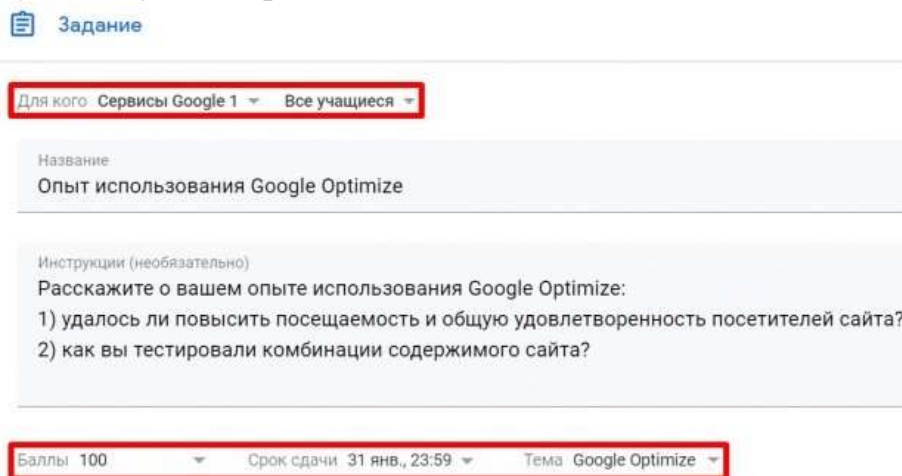 Задание
Для кого Сервисы Google 1 Все учащиеся
Название
Опыт использования Google Optimize
Инструкции (необязательно)
Расскажите о вашем опыте использования Google Optimize:
1) удалось ли повысить посещаемость и общую удовлетворенность посетителей сайта?
2) как вы тестировали комбинации содержимого сайта?
Баллы 100 Срок сдачи 31 янв., 23:59 Тема Google Optimize